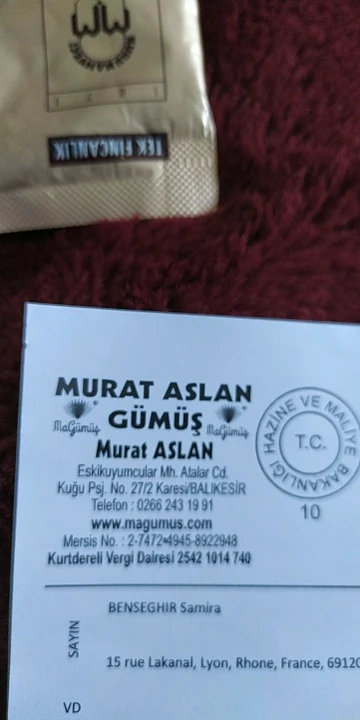 TEK FİNCANLIK
MURAT ASLAN
GÜMÜŞ
MaGümüş
MaGümüş
Murat ASLAN
Eskikuyumcular Mh. Atalar Cd.
Kuğu Psj. No. 27/2 Karesi/BALIKESİR
Telefon : 0266 243 19 91
www.magumus.com
Mersis No. : 2-7472-4945-8922948
Kurtdereli Vergi Dairesi 2542 1014 740
HAZİNE VE MALİYE BAKANLIĞI
T.C.
10
SAYIN
BENSEGHIR Samira
15 rue Lakanal, Lyon, Rhone, France, 6912
VD